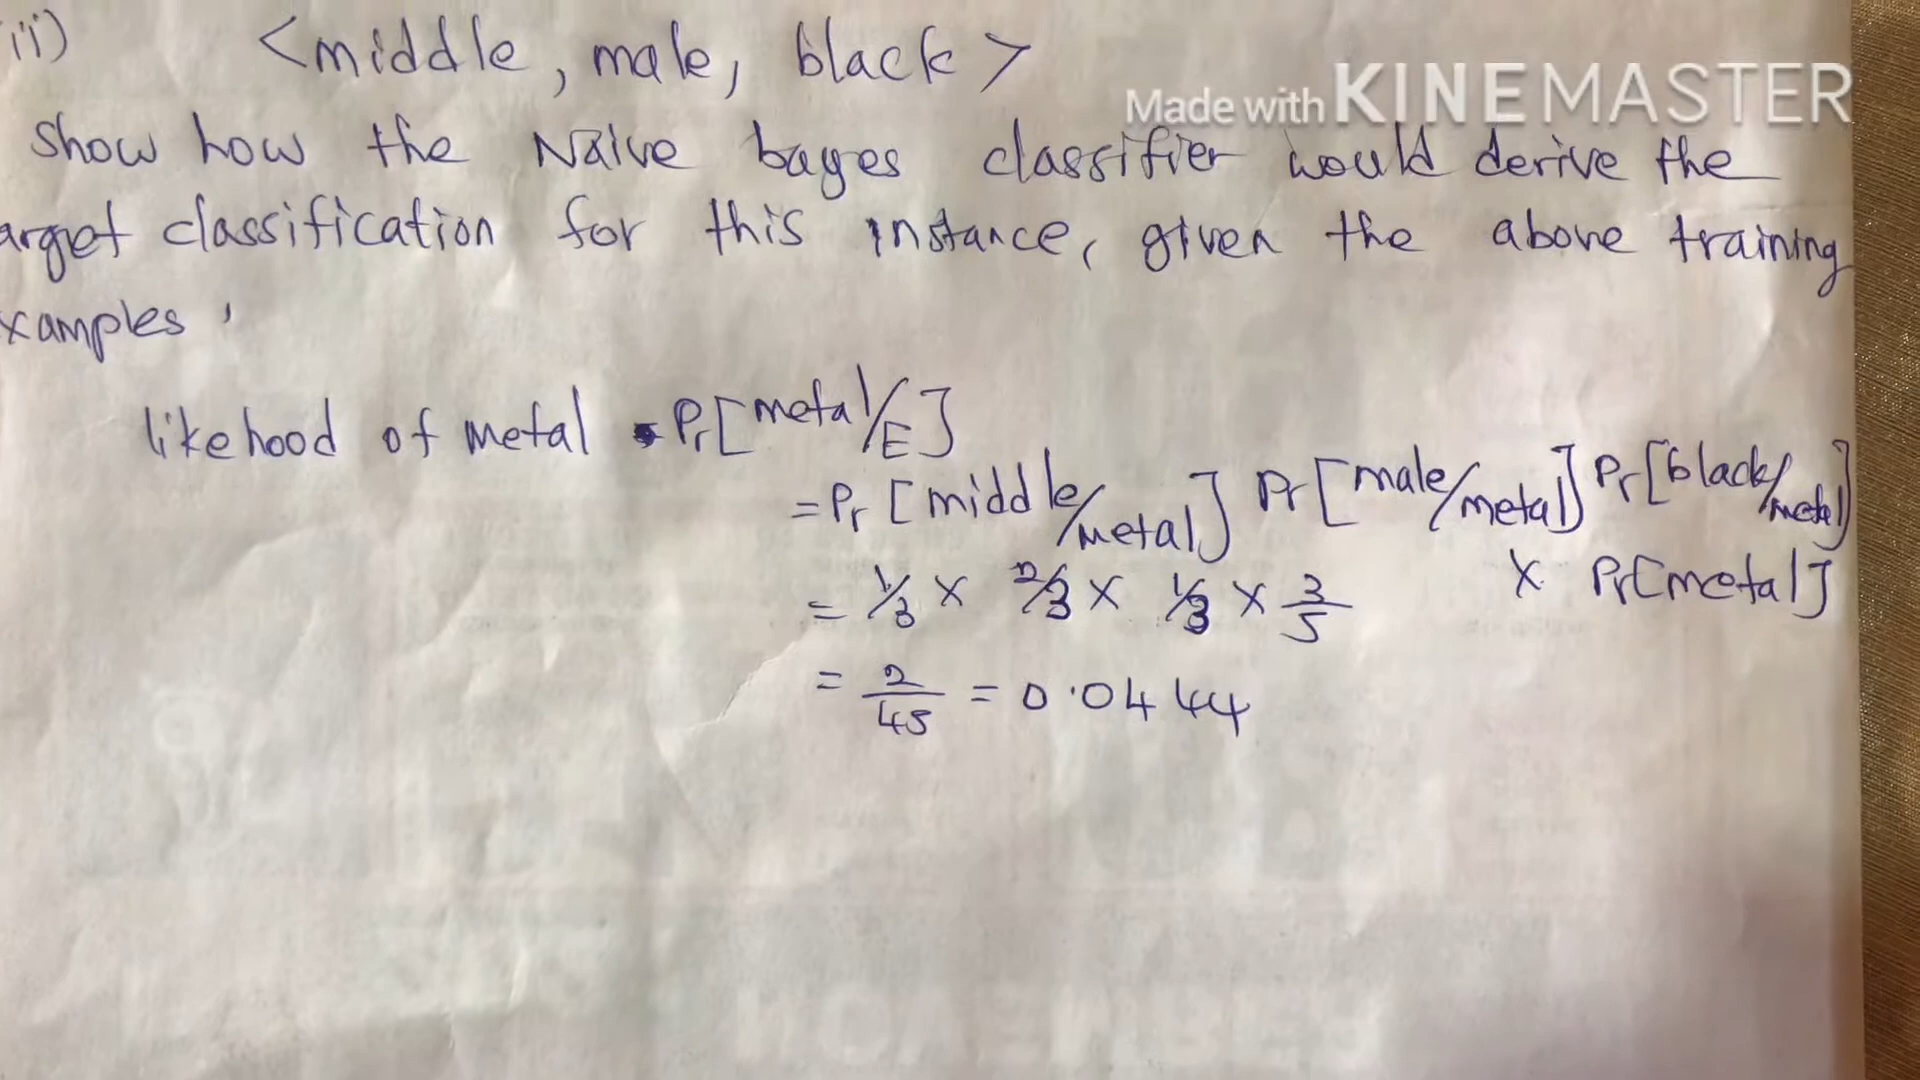 ii) <middle, male, black>
Made with KINEMASTER
show how the Naive bayes classifier would derive the
arget classification for this instance, given the above training
xamples.
likehood of metal = Pr[metal/E]
= Pr[middle/metal] Pr[male/metal] Pr[black/metal]
x Pr[metal]
= 1/3 x 2/3 x 1/3 x 3/5
= 2/45 = 0.0444